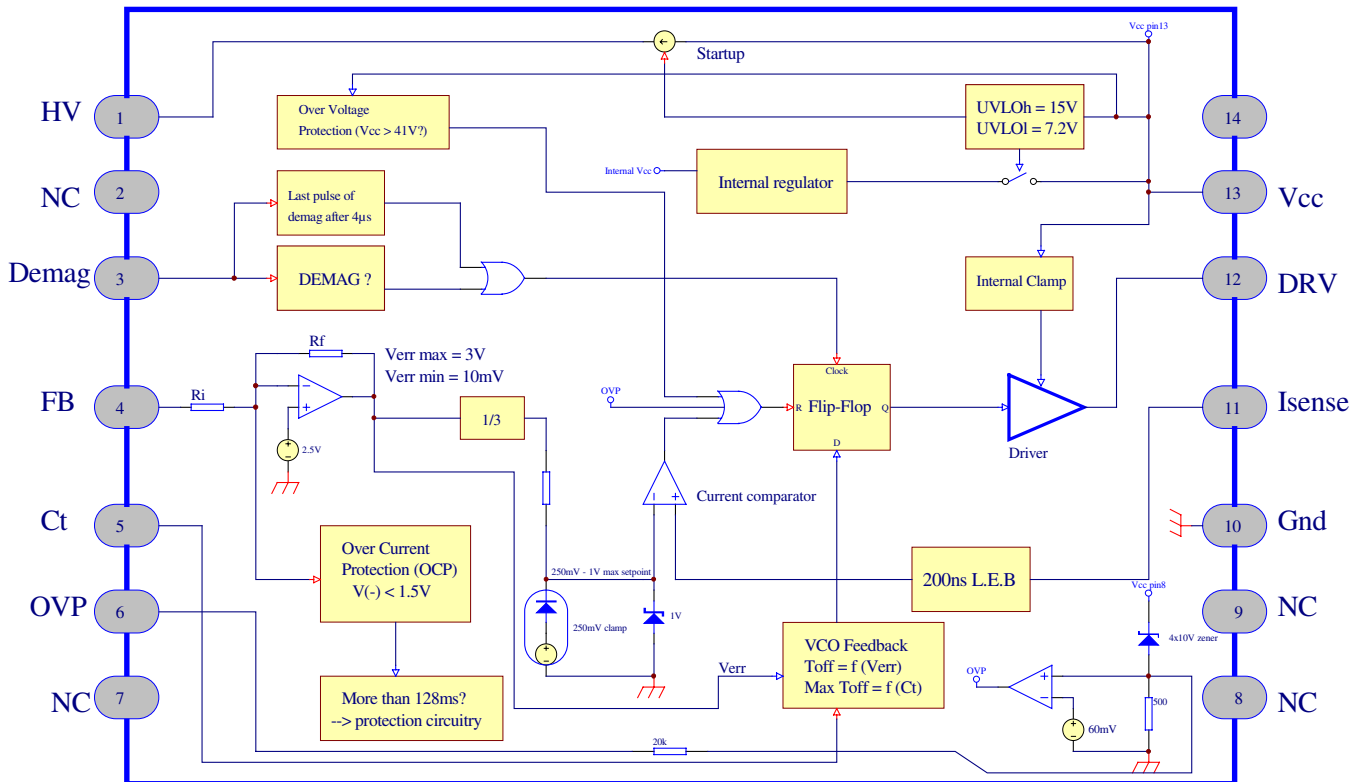 Vcc pin13
Startup
HV
1
Over Voltage
Protection (Vcc > 41V?)
UVLOh = 15V
UVLOl = 7.2V
14
NC
2
Last pulse of
demag after 4µs
Internal Vcc
Internal regulator
13
Vcc
Demag
3
DEMAG ?
Internal Clamp
12
DRV
Rf
Verr max = 3V
Verr min = 10mV
FB
4
Ri
2.5V
1/3
OVP
Clock
R
Flip-Flop
Q
D
Driver
11
Isense
Current comparator
Ct
5
Over Current
Protection (OCP)
V(-) < 1.5V
10
Gnd
250mV - 1V max setpoint
200ns L.E.B
Vcc pin8
OVP
6
250mV clamp
1V
9
NC
4x10V zener
VCO Feedback
Toff = f (Verr)
Max Toff = f (Ct)
Verr
OVP
NC
7
More than 128ms?
--> protection circuitry
8
NC
500
60mV
20k